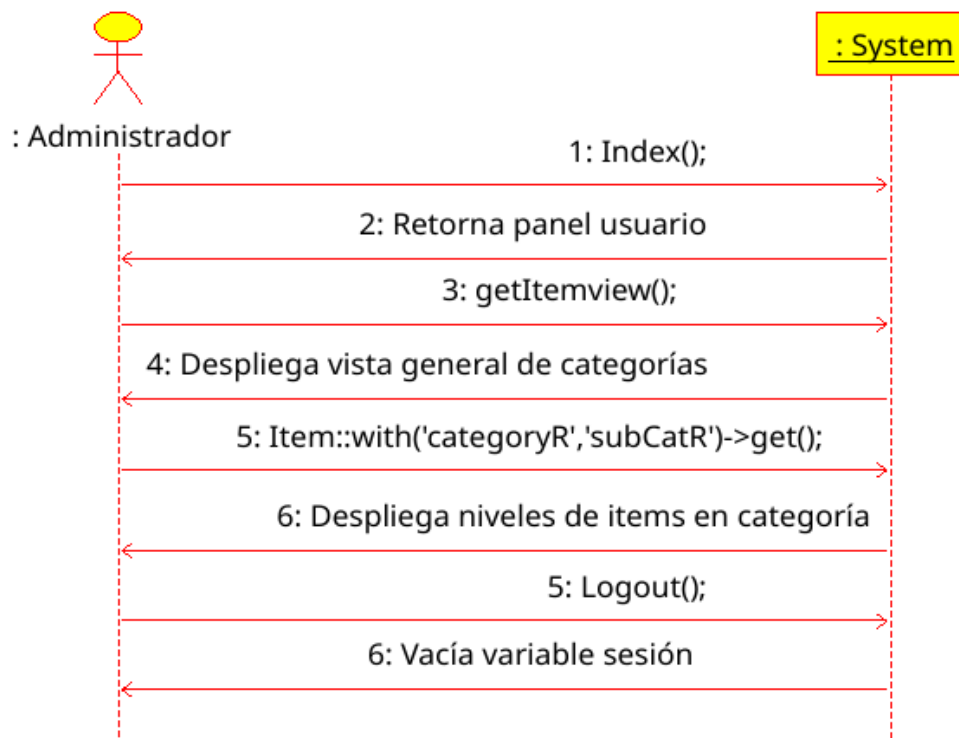 : System
: Administrador
1: Index();
2: Retorna panel usuario
3: getItemview();
4: Despliega vista general de categorías
5: Item::with('categoryR','subCatR')->get();
6: Despliega niveles de items en categoría
5: Logout();
6: Vacía variable sesión